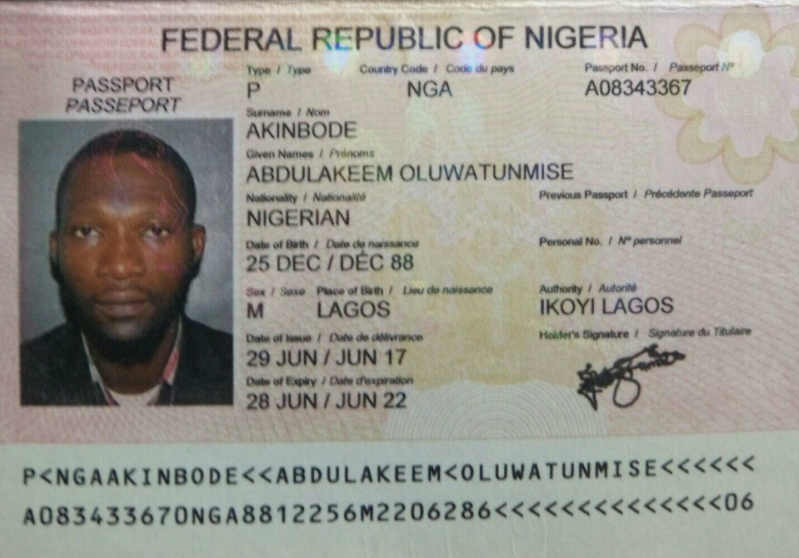 FEDERAL REPUBLIC OF NIGERIA
PASSPORT
PASSEPORT
Type / Type Country Code / Code du pays Passport No. / Passeport N°
P NGA A08343367
Surname / Nom
AKINBODE
Given Names / Prénoms
ABDULAKEEM OLUWATUNMISE
Nationality / Nationalité Previous Passport / Précédente Passeport
NIGERIAN
Date of Birth / Date de naissance Personal No. / N° personnel
25 DEC / DÉC 88
Sex / Sexe Place of Birth / Lieu de naissance Authority / Autorité
M LAGOS IKOYI LAGOS
Date of Issue / Date de délivrance Holder's Signature / Signature du Titulaire
29 JUN / JUN 17
Date of Expiry / Date d'expiration
28 JUN / JUN 22
P<NGAAKINBODE<<ABDULAKEEM<OLUWATUNMISE<<<<<<
A083433670NGA8812256M2206286<<<<<<<<<<<<<<06